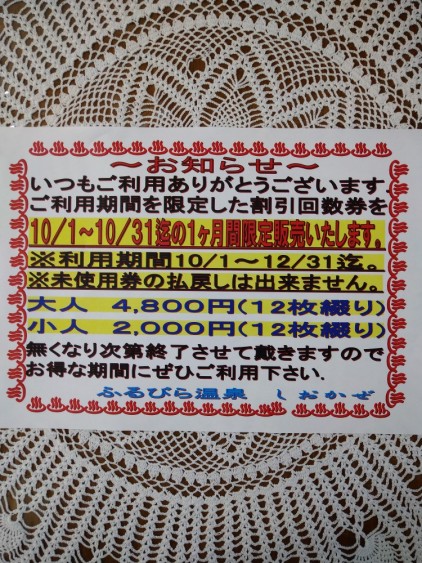 ～お知らせ～
いつもご利用ありがとうございます.
ご利用期間を限定した割引回数券を
10/1～10/31迄の1ヶ月間限定販売いたします。
※利用期間10/1～12/31迄。
※未使用券の払戻しは出来ません。
大人 4,800円(12枚綴り)
小人 2,000円(12枚綴り)
無くなり次第終了させて戴きますので
お得な期間にぜひご利用下さい.
ふるびら温泉 しおかぜ